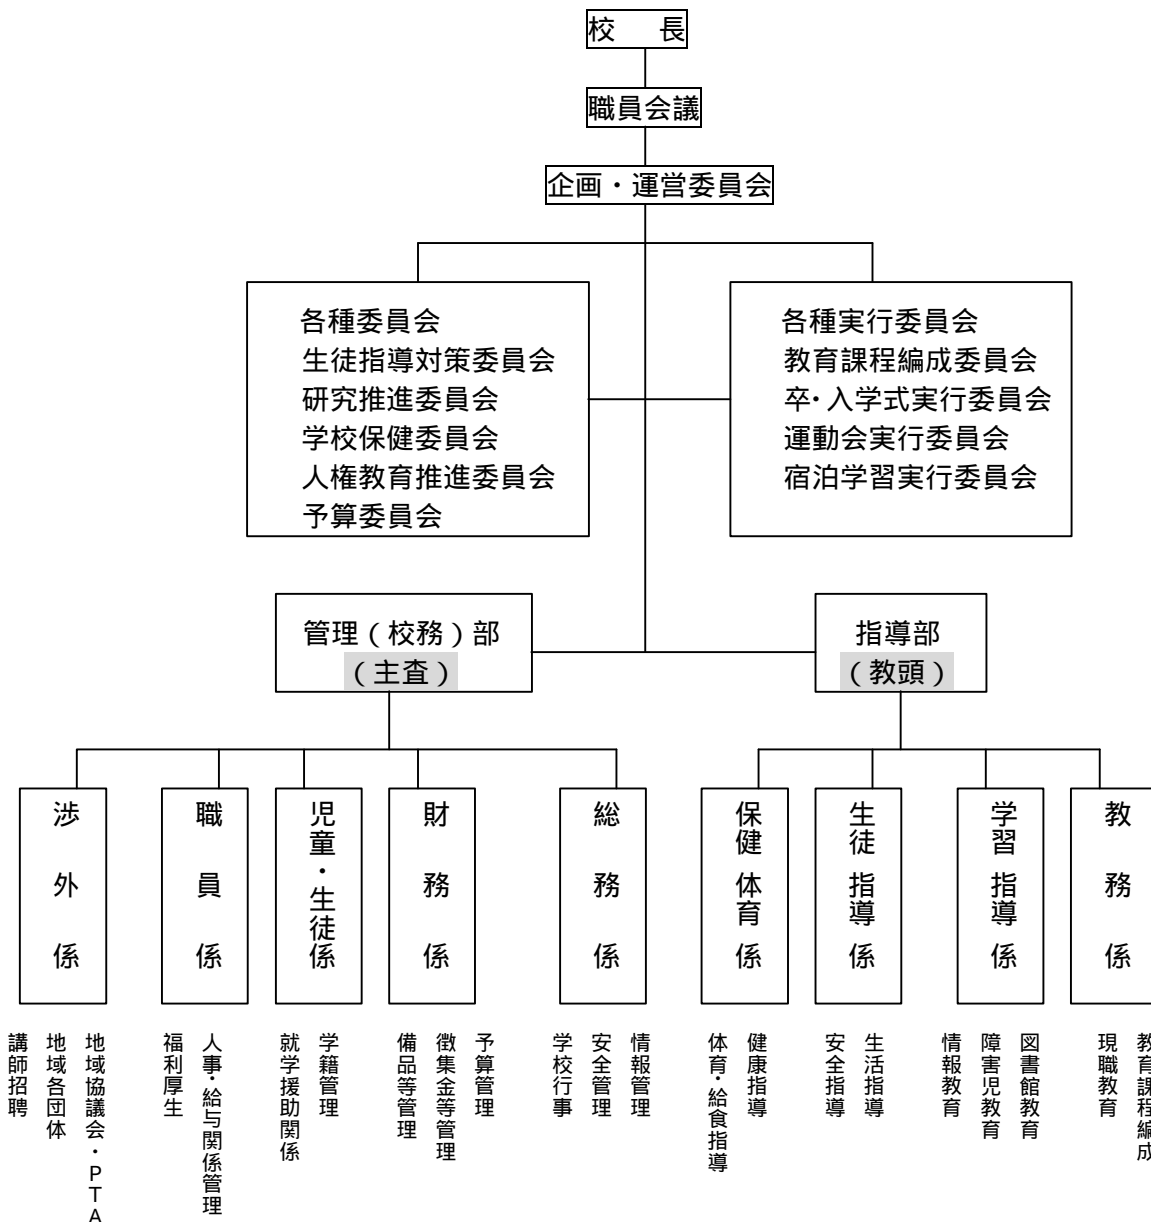 校　長
職員会議
企画・運営委員会
各種委員会
生徒指導対策委員会
研究推進委員会
学校保健委員会
人権教育推進委員会
予算委員会
各種実行委員会
教育課程編成委員会
卒・入学式実行委員会
運動会実行委員会
宿泊学習実行委員会
管理（校務）部
（主査）
指導部
（教頭）
教務係
学習指導係
生徒指導係
保健体育係
総務係
財務係
児童・生徒係
職員係
渉外係
教育課程編成
現職教育
図書館教育
障害児教育
情報教育
生活指導
安全指導
健康指導
体育・給食指導
情報管理
安全管理
学校行事
予算管理
徴集金等管理
備品等管理
学籍管理
就学援助関係
人事・給与関係管理
福利厚生
地域協議会・PTA
地域各団体
講師招聘